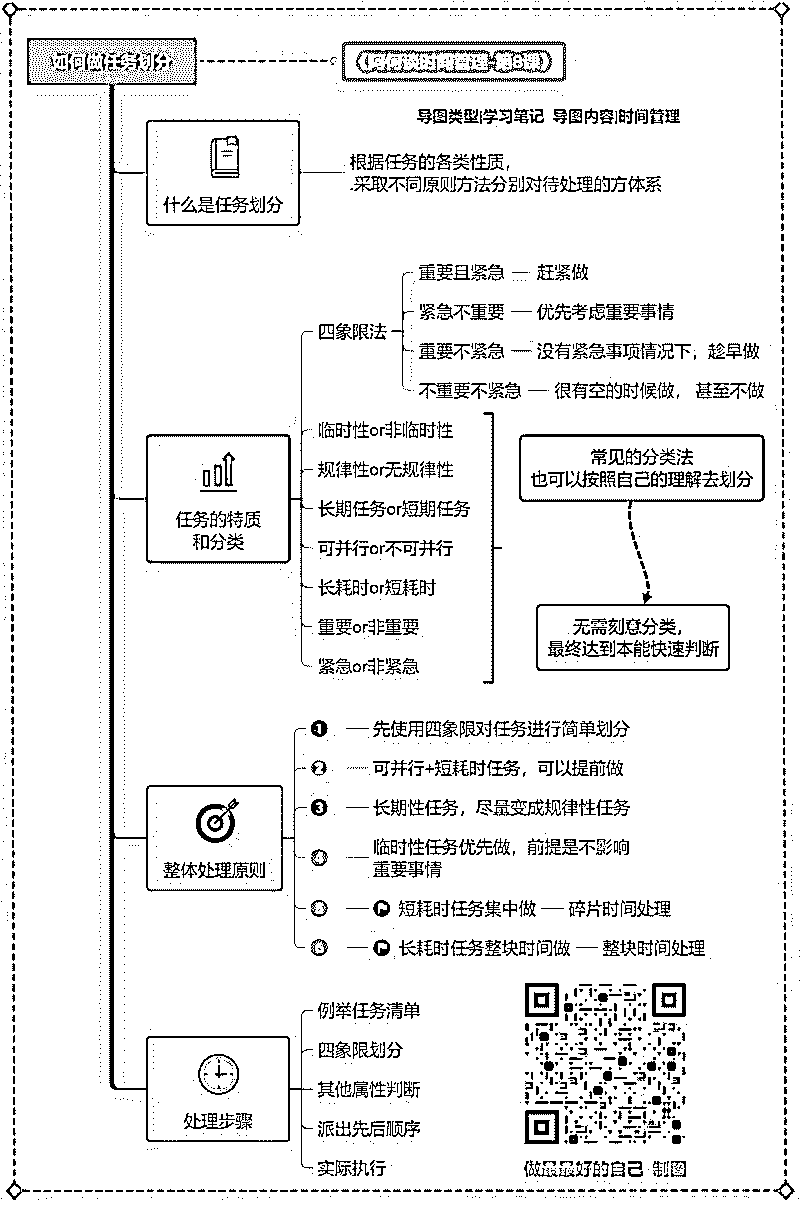 如何做任务划分
导图类型|学习笔记 导图内容|时间管理
什么是任务划分
根据任务的各类性质，
采取不同原则方法分别对待处理的方体系
任务的特质
和分类
四象限法
重要且紧急 — 赶紧做
紧急不重要 — 优先考虑重要事情
重要不紧急 — 没有紧急事项情况下，趁早做
不重要不紧急 — 很有空的时候做， 甚至不做
临时性or非临时性
规律性or无规律性
长期任务or短期任务
可并行or不可并行
长耗时or短耗时
重要or非重要
紧急or非紧急
常见的分类法
也可以按照自己的理解去划分
无需刻意分类，
最终达到本能快速判断
整体处理原则
1 — 先使用四象限对任务进行简单划分
2 — 可并行+短耗时任务，可以提前做
3 — 长期性任务，尽量变成规律性任务
临时性任务优先做，前提是不影响
重要事情
短耗时任务集中做 — 碎片时间处理
长耗时任务整块时间做 — 整块时间处理
处理步骤
例举任务清单
四象限划分
其他属性判断
派出先后顺序
实际执行
做最最好的自己 制图